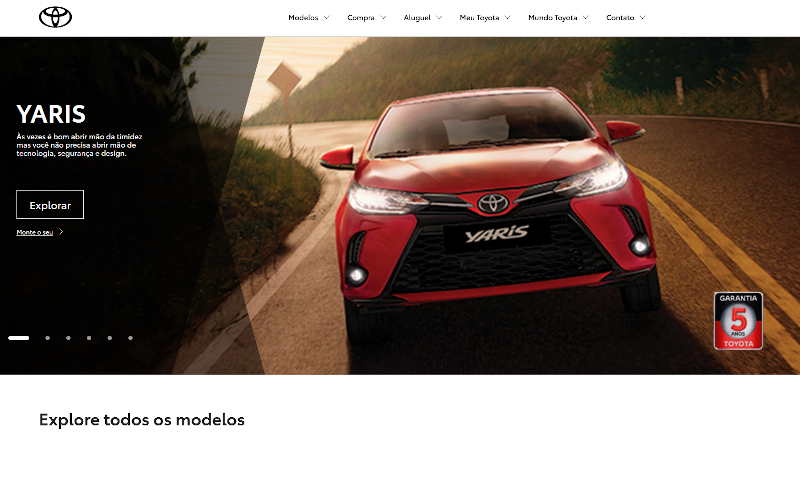 Modelos Compra Aluguel Meu Toyota Mundo Toyota Contato
YARIS
Às vezes é bom abrir mão da timidez
mas você não precisa abrir mão de
tecnologia, segurança e design.
Explorar
Monte o seu
YARIS
GARANTIA
5
ANOS
TOYOTA
Explore todos os modelos